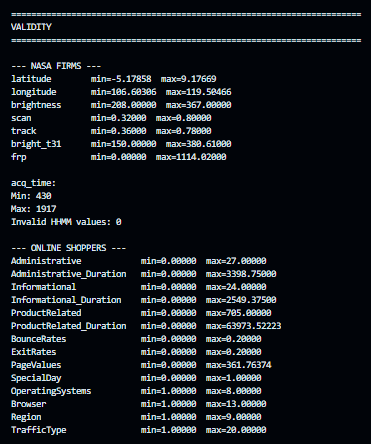 ======================================================================
VALIDITY
======================================================================
--- NASA FIRMS ---
latitude min=-5.17858 max=9.17669
longitude min=106.60306 max=119.50466
brightness min=208.00000 max=367.00000
scan min=0.32000 max=0.80000
track min=0.36000 max=0.78000
bright_t31 min=150.00000 max=380.61000
frp min=0.00000 max=1114.02000
acq_time:
Min: 430
Max: 1917
Invalid HHMM values: 0
--- ONLINE SHOPPERS ---
Administrative min=0.00000 max=27.00000
Administrative_Duration min=0.00000 max=3398.75000
Informational min=0.00000 max=24.00000
Informational_Duration min=0.00000 max=2549.37500
ProductRelated min=0.00000 max=705.00000
ProductRelated_Duration min=0.00000 max=63973.52223
BounceRates min=0.00000 max=0.20000
ExitRates min=0.00000 max=0.20000
PageValues min=0.00000 max=361.76374
SpecialDay min=0.00000 max=1.00000
OperatingSystems min=1.00000 max=8.00000
Browser min=1.00000 max=13.00000
Region min=1.00000 max=9.00000
TrafficType min=1.00000 max=20.00000